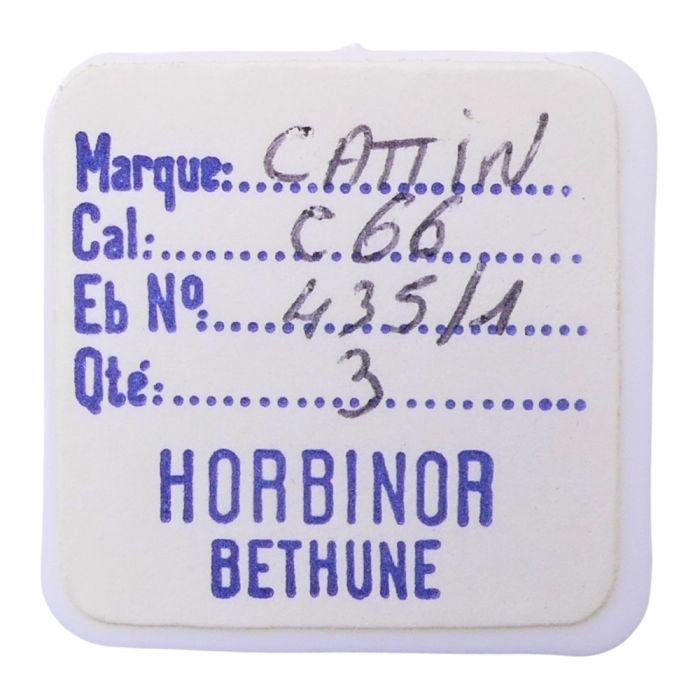 Marque: CATTIN
Cal: C66
Eb Nº: 435/1
Qté: 3
HORBINOR
BETHUNE